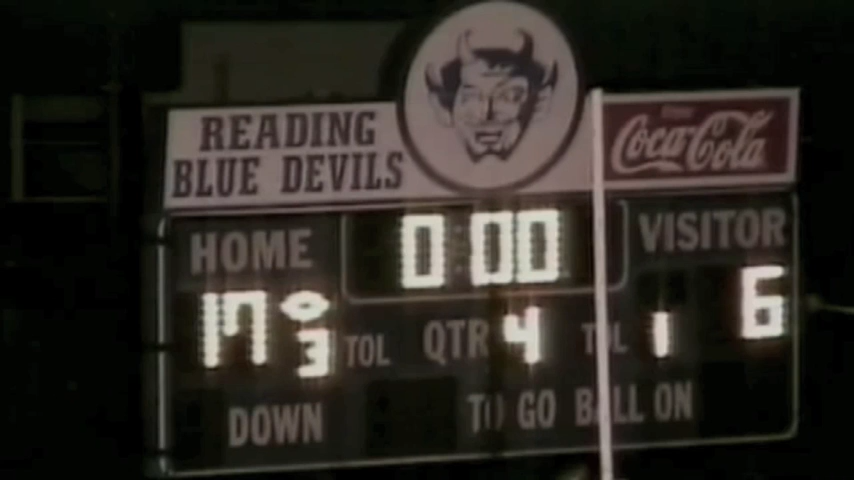 READING
BLUE DEVILS
Coca-Cola
HOME
0:00
VISITOR
17
3
TOL
QTR
4
TOL
1
6
DOWN
TO GO
BALL ON